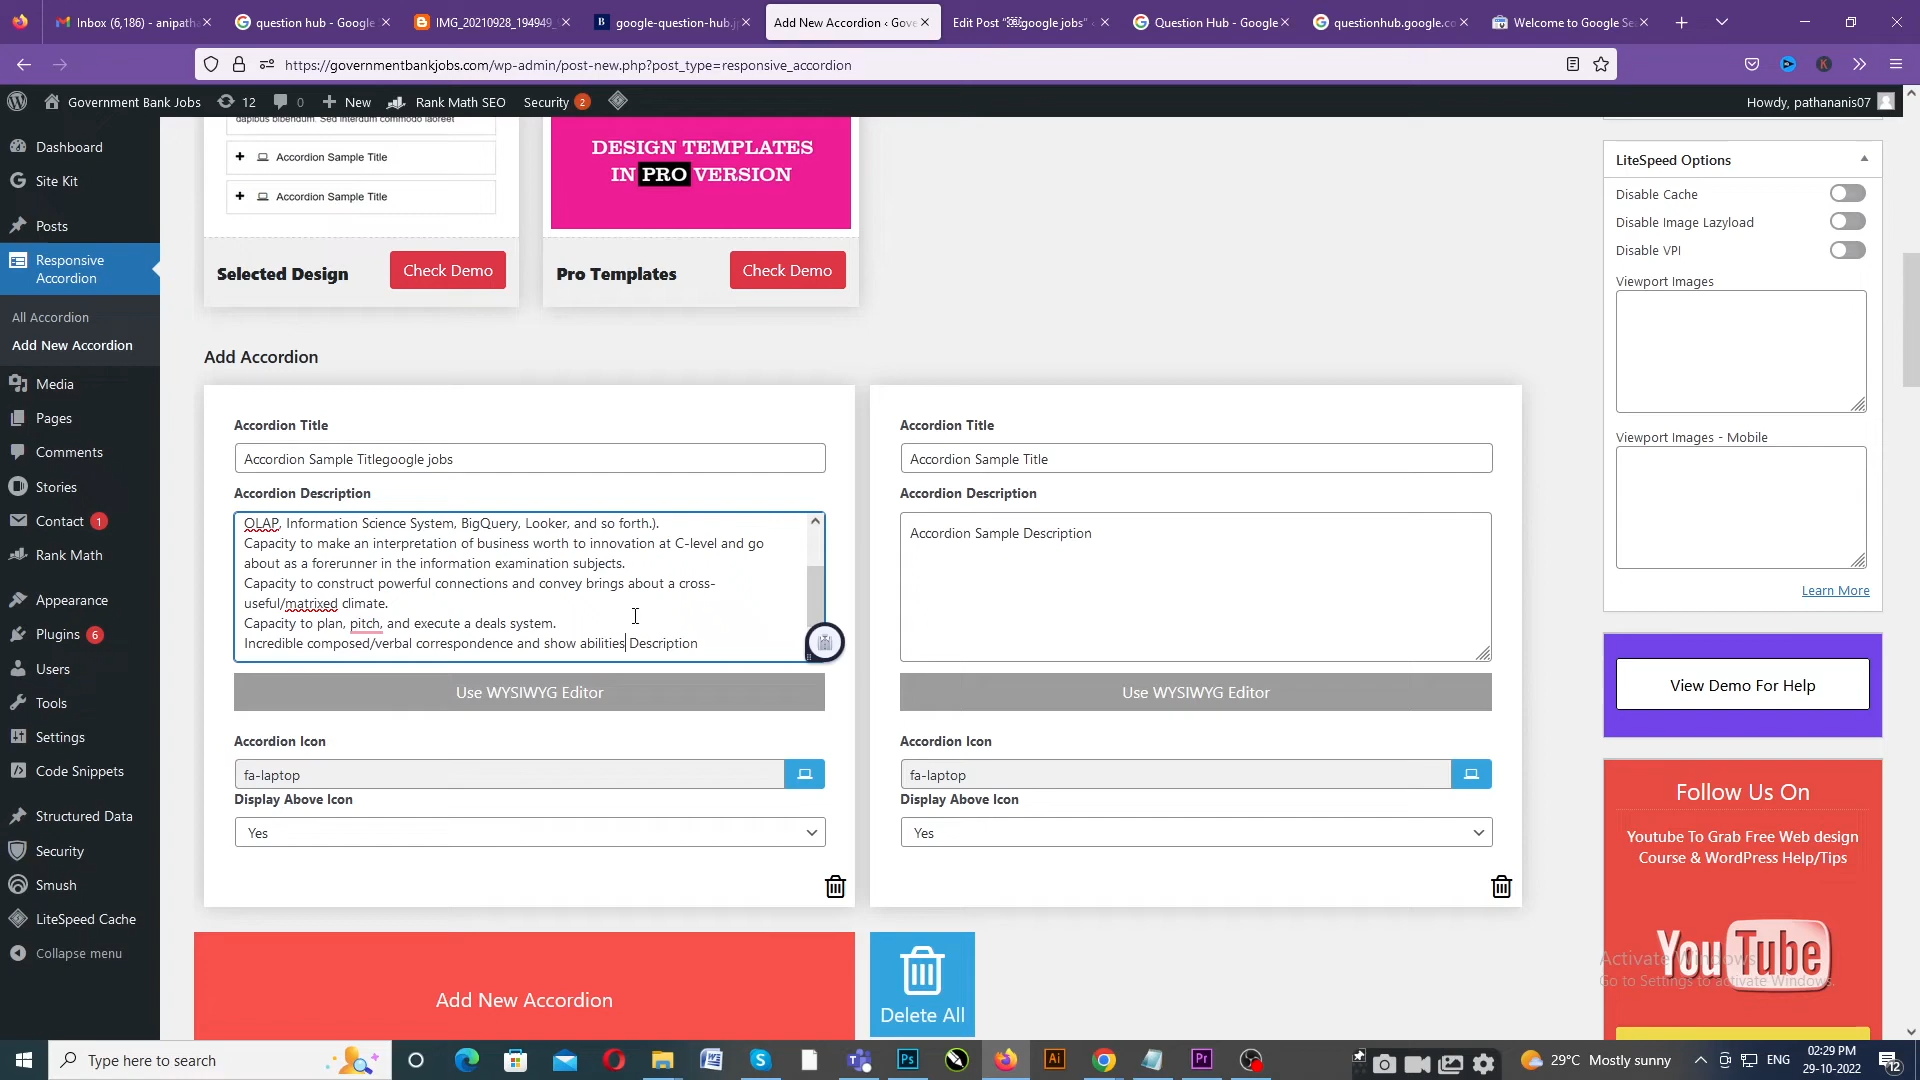 Inbox (6,186) - anipatha
question hub - Google
IMG_20210928_194949_
google-question-hub.j
Add New Accordion ‹ Gove
Edit Post "google jobs"
Question Hub - Google
questionhub.google.co
Welcome to Google Se
https://governmentbankjobs.com/wp-admin/post-new.php?post_type=responsive_accordion
Government Bank Jobs
12
0
New
Rank Math SEO
Security 2
Howdy, pathananis07
Dashboard
Site Kit
Posts
Responsive
Accordion
All Accordion
Add New Accordion
Media
Pages
Comments
Stories
Contact 1
Rank Math
Appearance
Plugins 6
Users
Tools
Settings
Code Snippets
Structured Data
Security
Smush
LiteSpeed Cache
Collapse menu
dapibus bibendum. Sed interdum commodo laoreet
Accordion Sample Title
Accordion Sample Title
Selected Design
Check Demo
DESIGN TEMPLATES
IN PRO VERSION
Pro Templates
Check Demo
Add Accordion
Accordion Title
Accordion Sample Titlegoogle jobs
Accordion Description
OLAP, Information Science System, BigQuery, Looker, and so forth.).
Capacity to make an interpretation of business worth to innovation at C-level and go
about as a forerunner in the information examination subjects.
Capacity to construct powerful connections and convey brings about a cross-
useful/matrixed climate.
Capacity to plan, pitch, and execute a deals system.
Incredible composed/verbal correspondence and show abilities Description
Use WYSIWYG Editor
Accordion Icon
fa-laptop
Display Above Icon
Yes
Accordion Title
Accordion Sample Title
Accordion Description
Accordion Sample Description
Use WYSIWYG Editor
Accordion Icon
fa-laptop
Display Above Icon
Yes
Add New Accordion
Delete All
LiteSpeed Options
Disable Cache
Disable Image Lazyload
Disable VPI
Viewport Images
Viewport Images - Mobile
Learn More
View Demo For Help
Follow Us On
Youtube To Grab Free Web design
Course & WordPress Help/Tips
YouTube
Activate Windows
Go to Settings to activate Windows.
Type here to search
29°C Mostly sunny
ENG
02:29 PM
29-10-2022
12